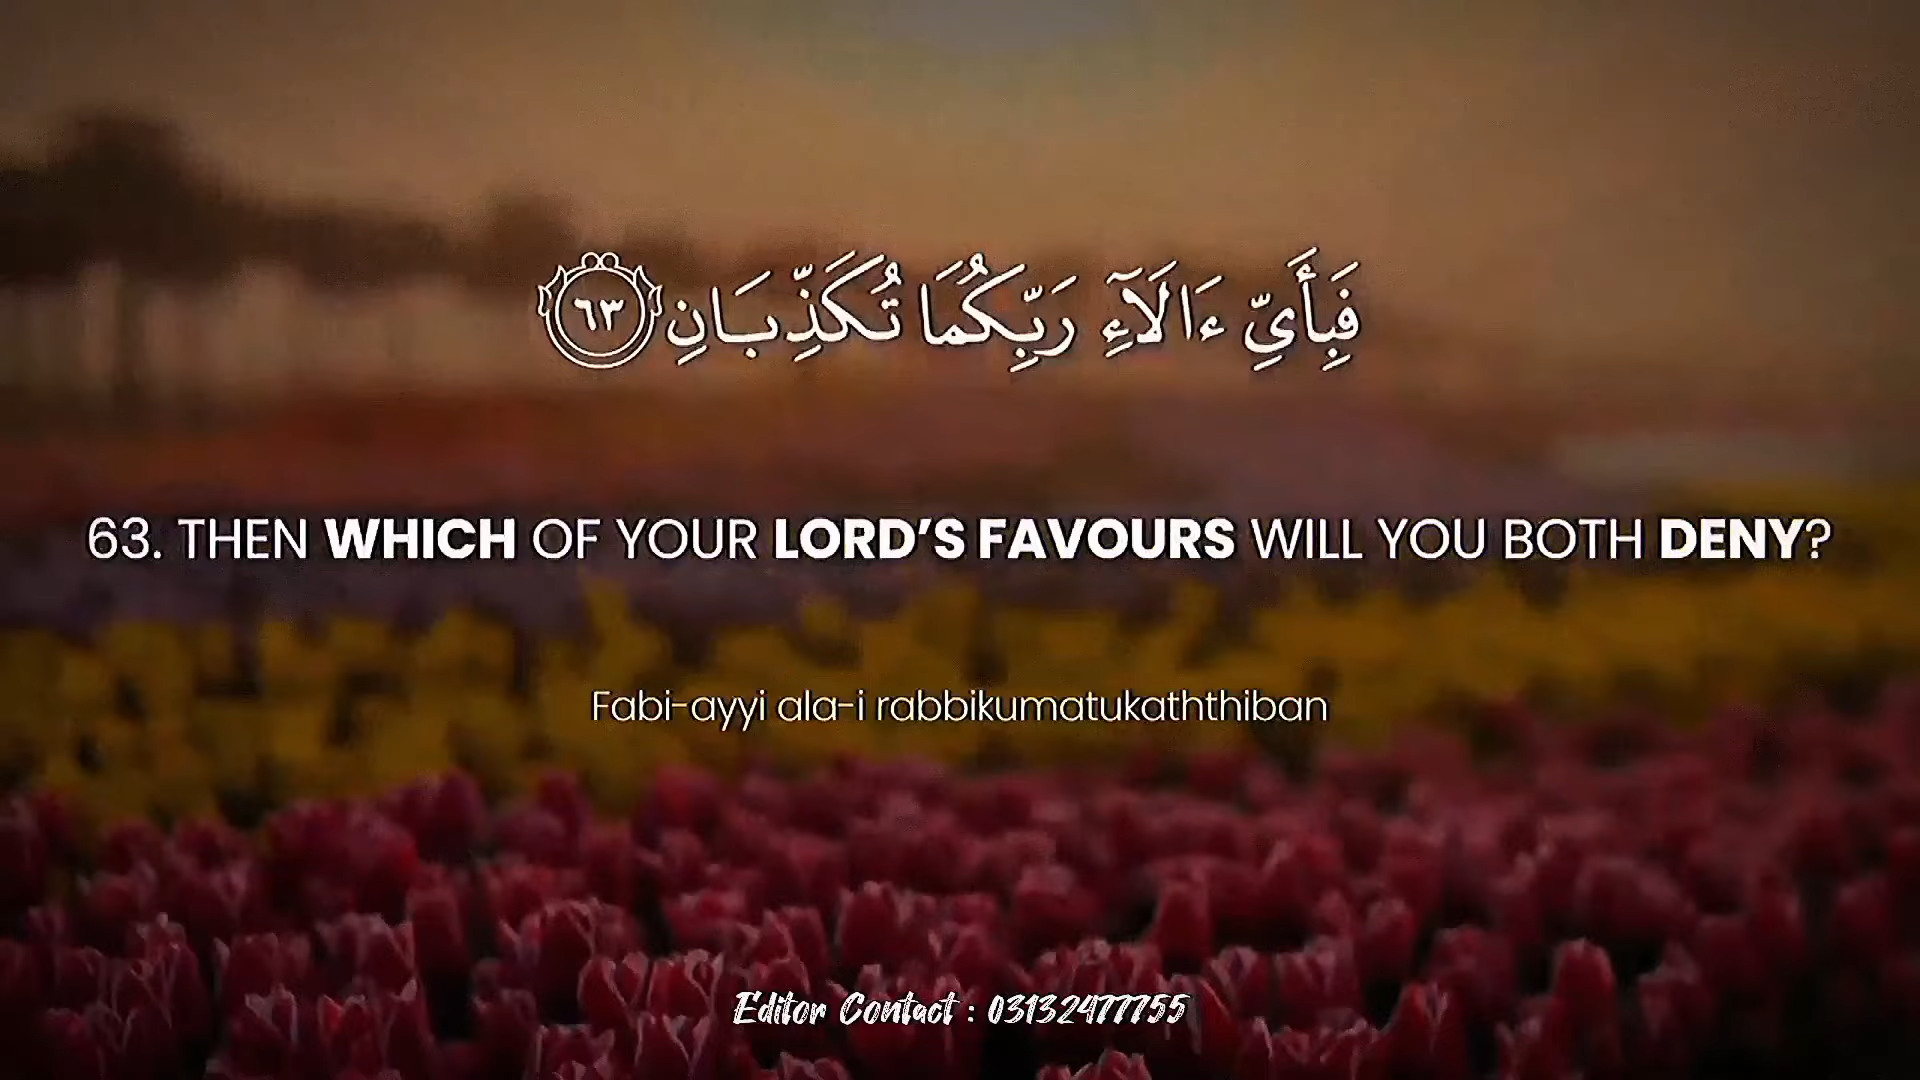 فَبِأَيِّ ءَالَآءِ رَبِّكُمَا تُكَذِّبَانِ ٦٣
63. THEN WHICH OF YOUR LORD’S FAVOURS WILL YOU BOTH DENY?
Fabi-ayyi ala-i rabbikumatukaththiban
Editor Contact : 03132477755